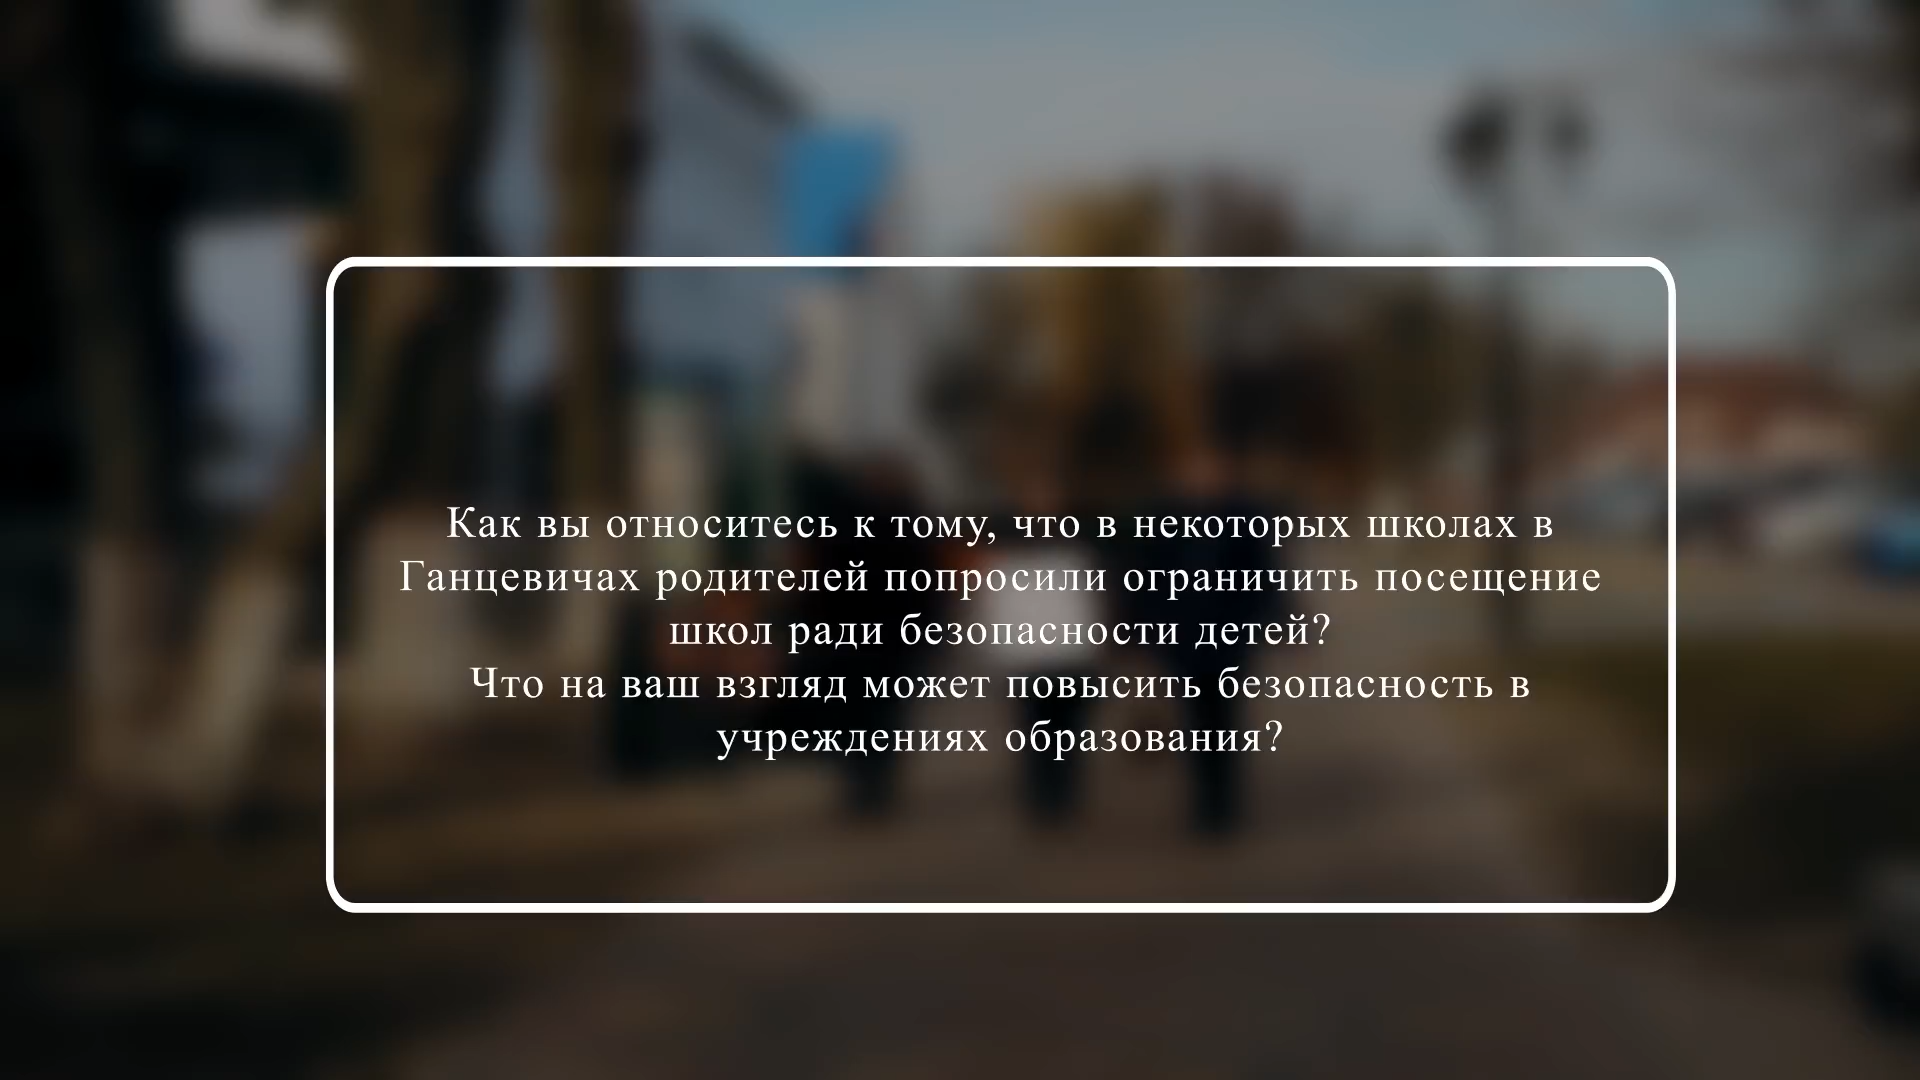 Как вы относитесь к тому, что в некоторых школах в
Ганцевичах родителей попросили ограничить посещение
школ ради безопасности детей?
Что на ваш взгляд может повысить безопасность в
учреждениях образования?